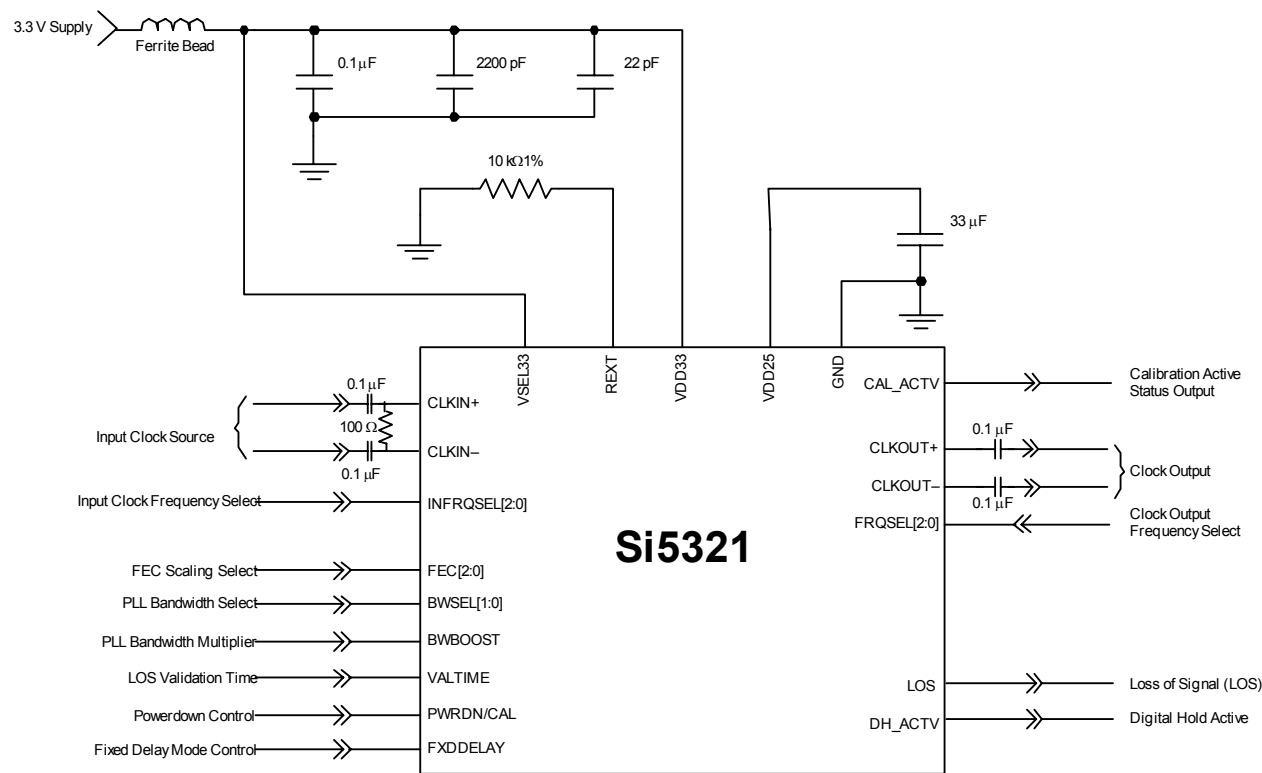 3.3 V Supply
Ferrite Bead
0.1 μF
2200 pF
22 pF
10 kΩ1%
33 μF
VSEL33
REXT
VDD33
VDD25
GND
0.1 μF
100 Ω
0.1 μF
Input Clock Source
CLKIN+
CLKIN–
Input Clock Frequency Select
INFRQSEL[2:0]
FEC Scaling Select
FEC[2:0]
PLL Bandwidth Select
BWSEL[1:0]
PLL Bandwidth Multiplier
BWBOOST
LOS Validation Time
VALTIME
Powerdown Control
PWRDN/CAL
Fixed Delay Mode Control
FXDDELAY
Si5321
CAL_ACTV
Calibration Active
Status Output
CLKOUT+
0.1 μF
CLKOUT–
0.1 μF
Clock Output
FRQSEL[2:0]
Clock Output
Frequency Select
LOS
Loss of Signal (LOS)
DH_ACTV
Digital Hold Active